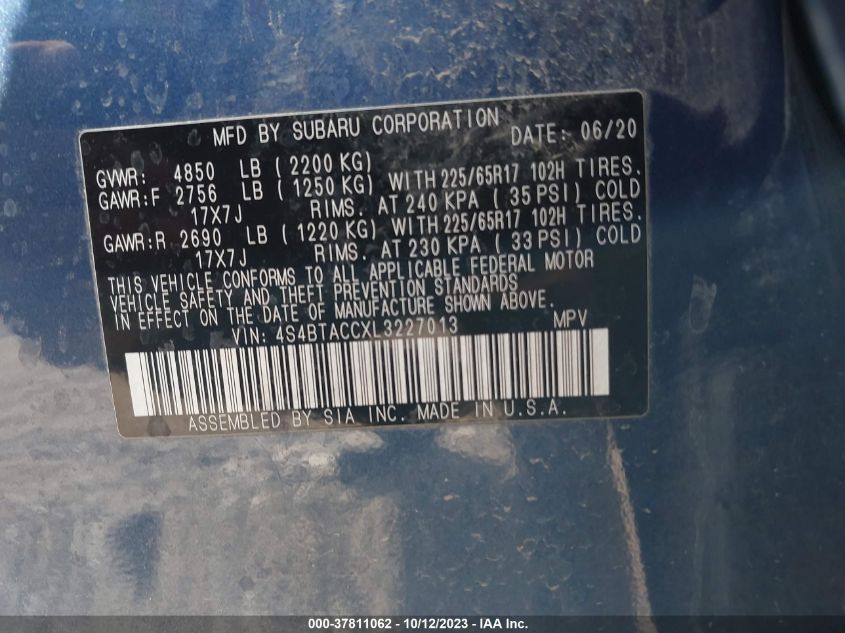 MFD BY SUBARU CORPORATION DATE: 06/20
GVWR: 4850 LB ( 2200 KG)
GAWR:F 2756 LB ( 1250 KG) WITH 225/65R17 102H TIRES.
17X7J RIMS. AT 240 KPA ( 35 PSI) COLD
GAWR:R 2690 LB ( 1220 KG) WITH 225/65R17 102H TIRES.
17X7J RIMS. AT 230 KPA ( 33 PSI) COLD
THIS VEHICLE CONFORMS TO ALL APPLICABLE FEDERAL MOTOR
VEHICLE SAFETY AND THEFT PREVENTION STANDARDS
IN EFFECT ON THE DATE OF MANUFACTURE SHOWN ABOVE.
VIN: 4S4BTACCXL3227013 MPV
ASSEMBLED BY SIA INC. MADE IN U.S.A.
000-37811062 - 10/12/2023 - IAA Inc.